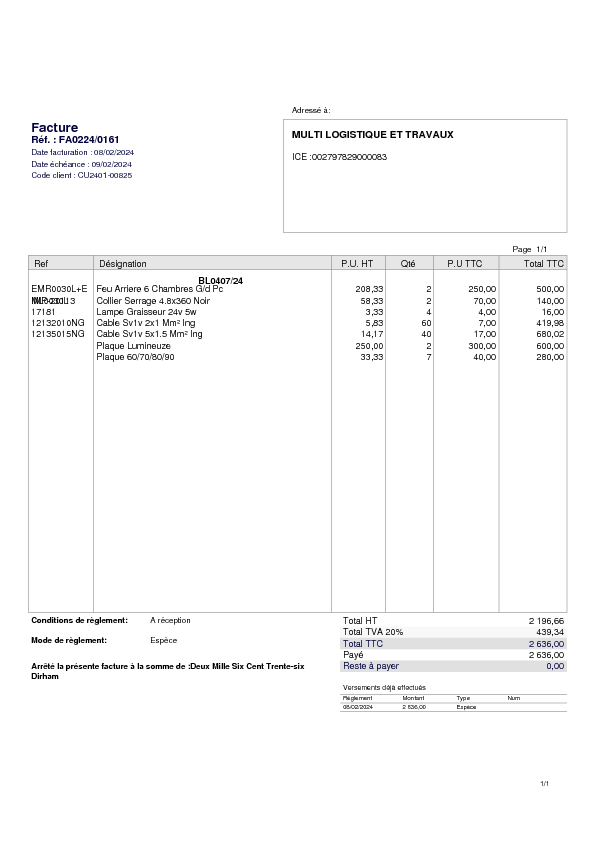 Adressé à:
Facture
Réf. : FA0224/0161
Date facturation : 08/02/2024
Date échéance : 09/02/2024
Code client : CU2401-00825
MULTI LOGISTIQUE ET TRAVAUX
ICE :002797829000083
Page 1/1
Ref Désignation P.U. HT Qté P.U TTC Total TTC
BL0407/24
EMR0030L+E Feu Arriere 6 Chambres G/d Pc 208,33 2 250,00 500,00
Collier Serrage 4.8x360 Noir 58,33 2 70,00 140,00
17181 Lampe Graisseur 24v 5w 3,33 4 4,00 16,00
12132010NG Cable Sv1v 2x1 Mm² Ing 5,83 60 7,00 419,98
12135015NG Cable Sv1v 5x1.5 Mm² Ing 14,17 40 17,00 680,02
Plaque Lumineuze 250,00 2 300,00 600,00
Plaque 60/70/80/90 33,33 7 40,00 280,00
Conditions de règlement: A réception
Mode de règlement: Espèce
Arrêté la présente facture à la somme de :Deux Mille Six Cent Trente-six
Dirham
Total HT 2 196,66
Total TVA 20% 439,34
Total TTC 2 636,00
Payé 2 636,00
Reste à payer 0,00
Versements déjà effectués
Règlement Montant Type Num
08/02/2024 2 636,00 Espèce
1/1